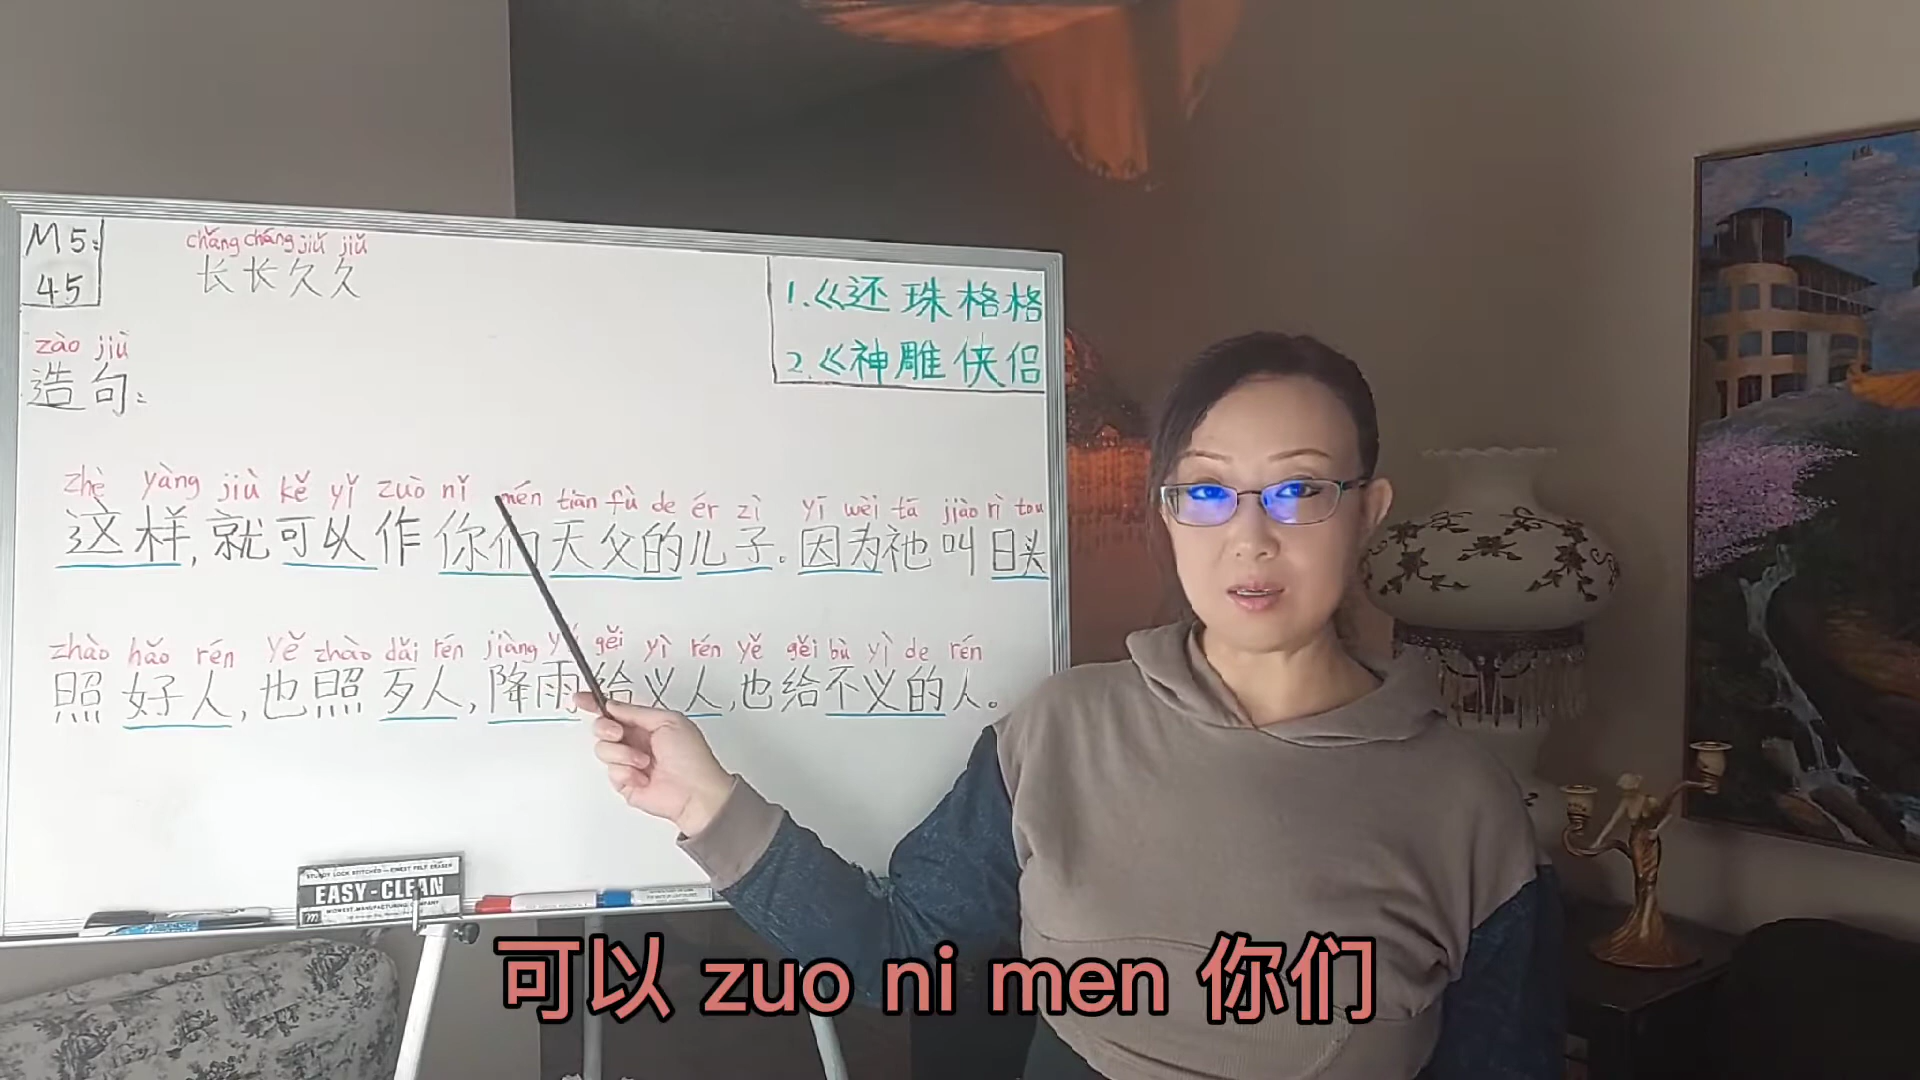 M5:
45
chǎng cháng jiǔ jiǔ
长长久久
1.《还珠格格
2.《神雕侠侣
zào jiù
造句:
zhè yàng jiù kě yǐ zuò nǐ mén tiān fù de ér zì yī wèi tā jiào rì tou
这样,就可以作你们天父的儿子。因为祂叫日头
zhào hǎo rén yě zhào dǎi rén jiàng yǔ gěi yì rén yě gěi bù yì de rén
照好人,也照歹人,降雨给义人,也给不义的人。
EASY-CLEAN
可以 zuo ni men 你们